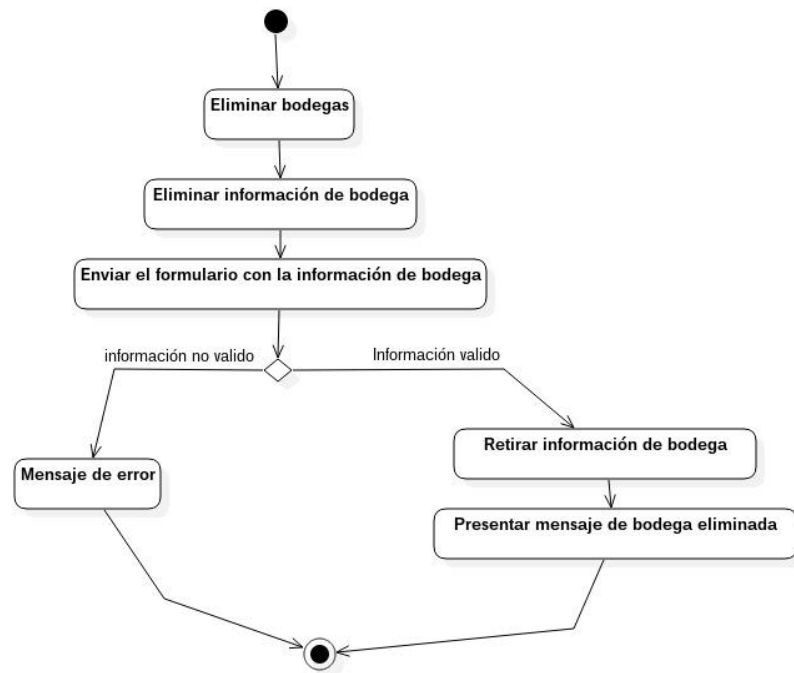 Eliminar bodegas
Eliminar información de bodega
Enviar el formulario con la información de bodega
información no valido
Información valido
Retirar información de bodega
Mensaje de error
Presentar mensaje de bodega eliminada